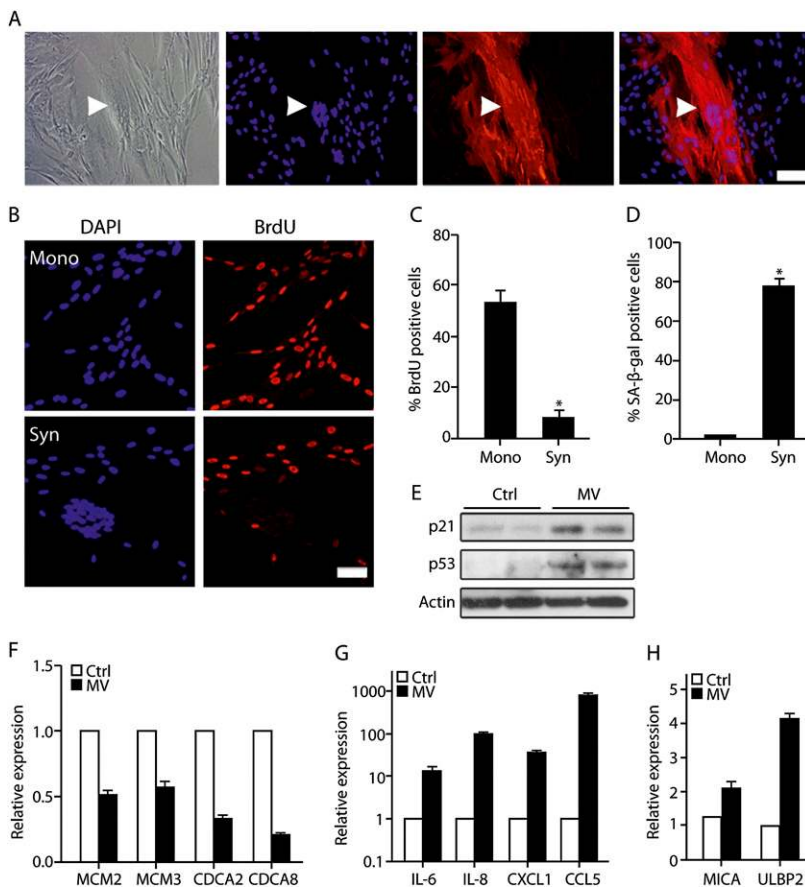 A
B
DAPI BrdU
Mono
Syn
C
% BrdU positive cells
80
60
40
20
0
Mono Syn
*
D
% SA-β-gal positive cells
100
80
60
40
20
0
Mono Syn
*
E
Ctrl MV
p21
p53
Actin
F
Ctrl
MV
Relative expression
1.5
1.0
0.5
0.0
MCM2 MCM3 CDCA2 CDCA8
G
Ctrl
MV
Relative expression
1000
100
10
1
0.1
IL-6 IL-8 CXCL1 CCL5
H
Ctrl
MV
Relative expression
5
4
3
2
1
0
MICA ULBP2